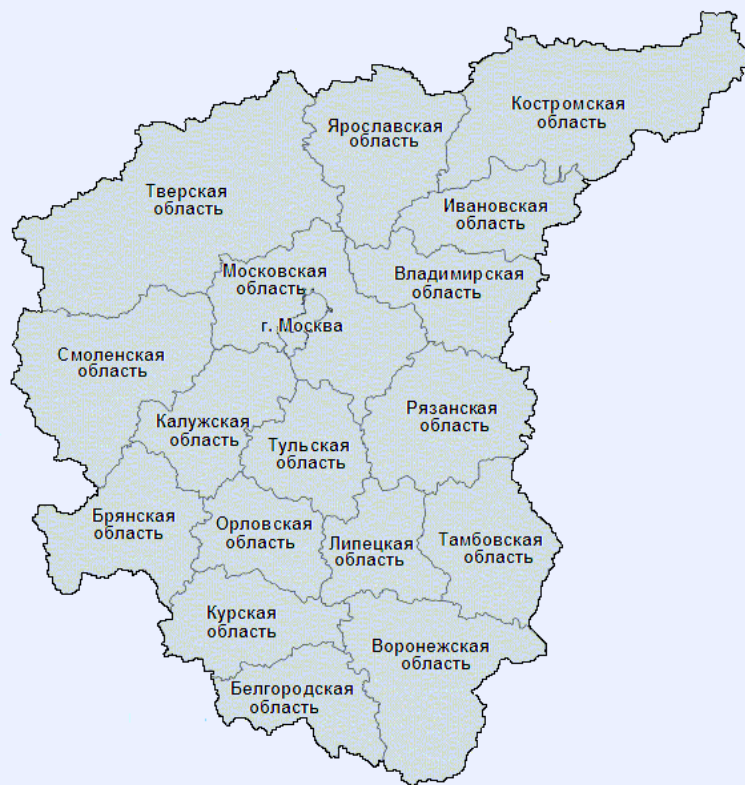 Костромская
область
Ярославская
область
Тверская
область
Ивановская
область
Московская
область
Владимирская
область
г. Москва
Смоленская
область
Калужская
область
Рязанская
область
Тульская
область
Брянская
область
Орловская
область
Липецкая
область
Тамбовская
область
Курская
область
Воронежская
область
Белгородская
область